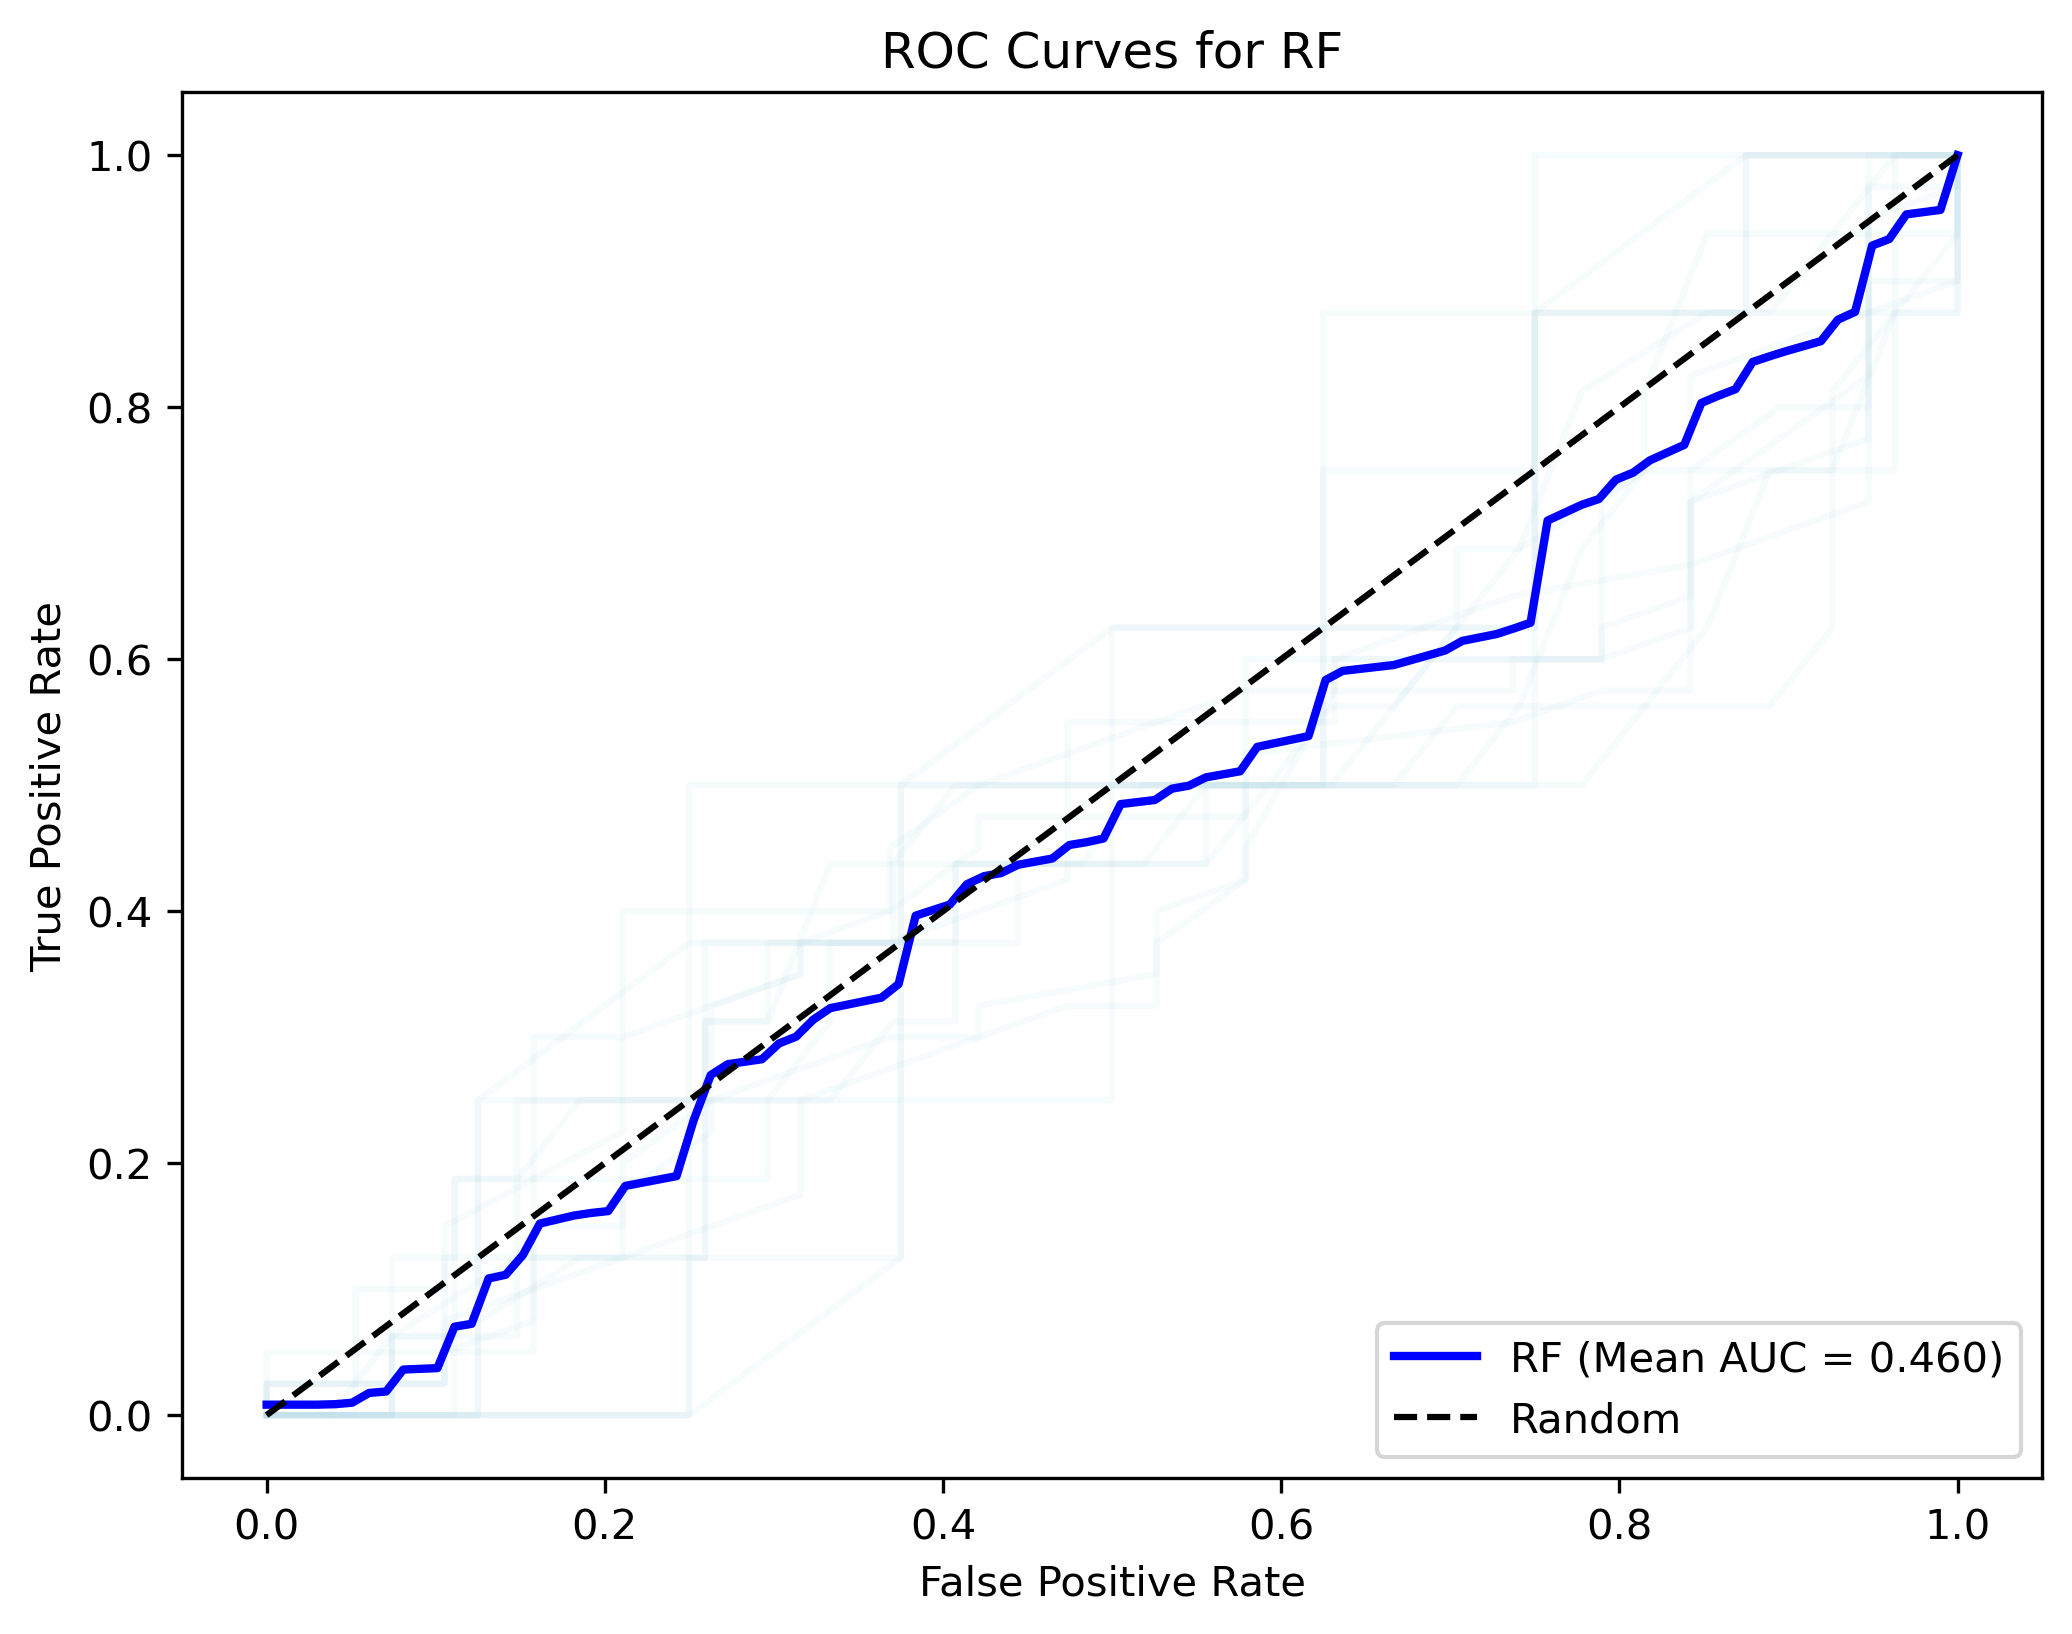 ROC Curves for RF
True Positive Rate
1.0
0.8
0.6
0.4
0.2
0.0
RF (Mean AUC = 0.460)
Random
0.0 0.2 0.4 0.6 0.8 1.0
False Positive Rate